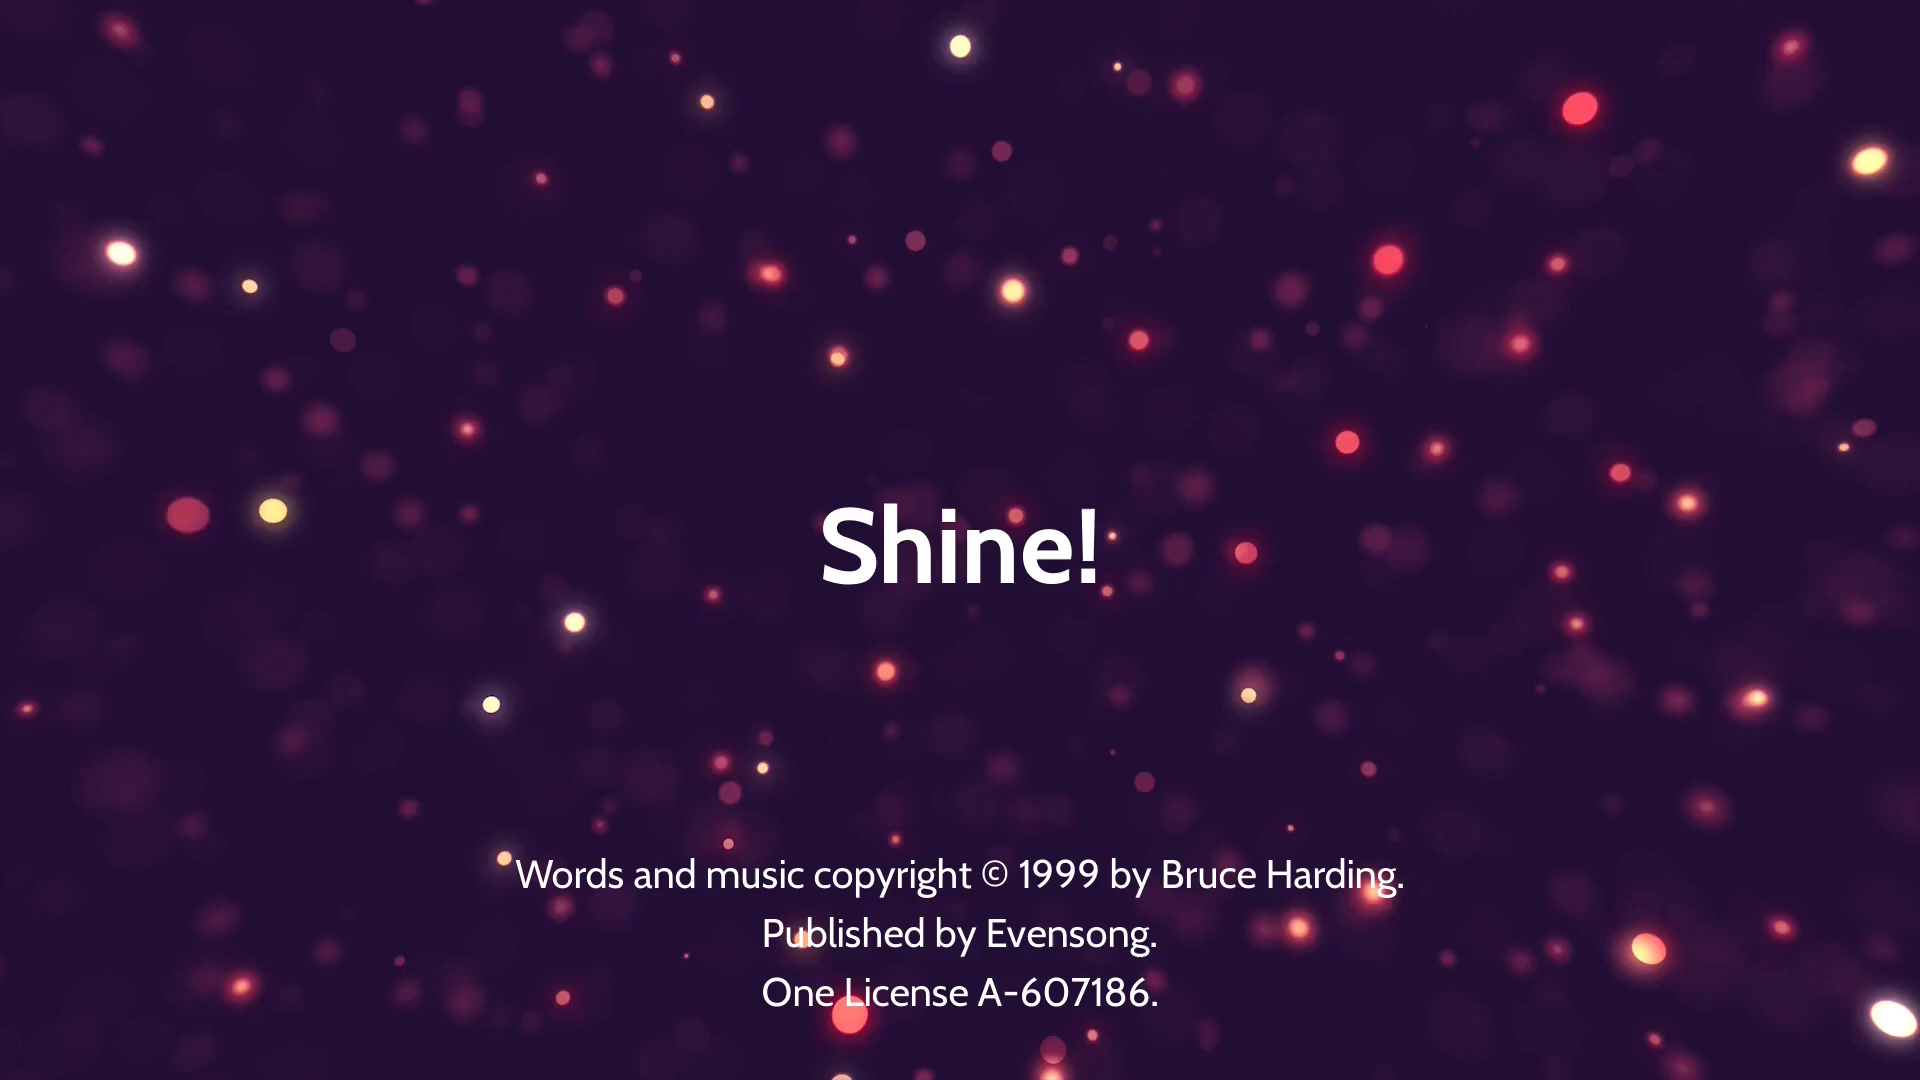 Shine!
Words and music copyright © 1999 by Bruce Harding.
Published by Evensong.
One License A-607186.